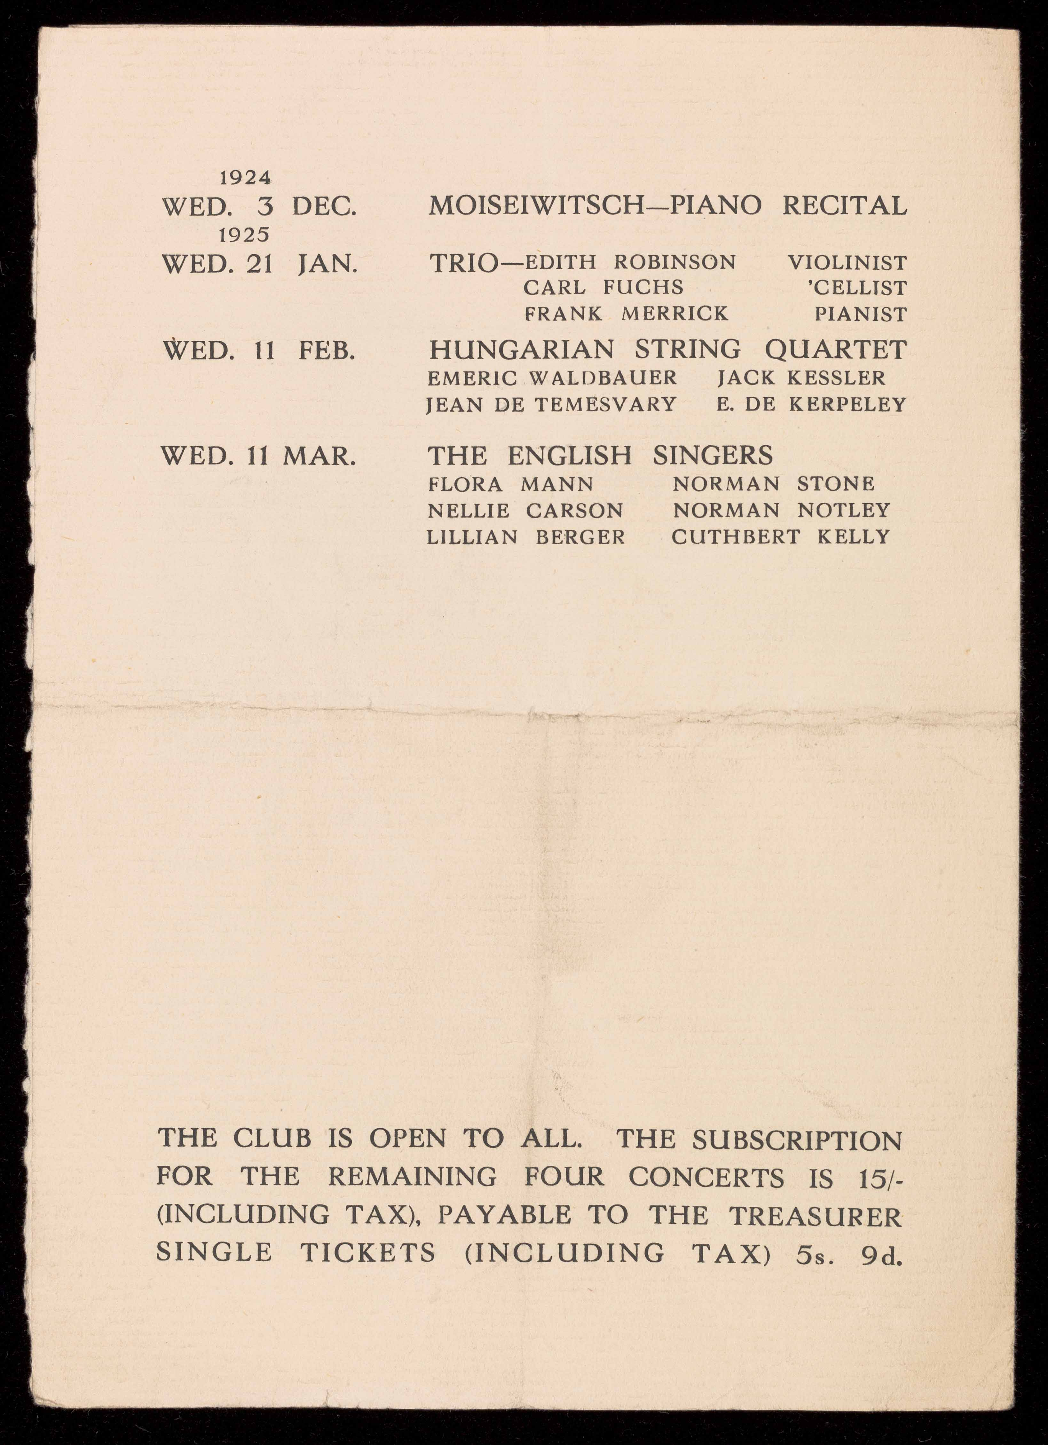 1924
WED. 3 DEC. MOISEIWITSCH—PIANO RECITAL
1925
WED. 21 JAN. TRIO—EDITH ROBINSON VIOLINIST
CARL FUCHS 'CELLIST
FRANK MERRICK PIANIST
WED. 11 FEB. HUNGARIAN STRING QUARTET
EMERIC WALDBAUER JACK KESSLER
JEAN DE TEMESVARY E. DE KERPELEY
WED. 11 MAR. THE ENGLISH SINGERS
FLORA MANN NORMAN STONE
NELLIE CARSON NORMAN NOTLEY
LILLIAN BERGER CUTHBERT KELLY
THE CLUB IS OPEN TO ALL. THE SUBSCRIPTION
FOR THE REMAINING FOUR CONCERTS IS 15/-
(INCLUDING TAX), PAYABLE TO THE TREASURER
SINGLE TICKETS (INCLUDING TAX) 5s. 9d.